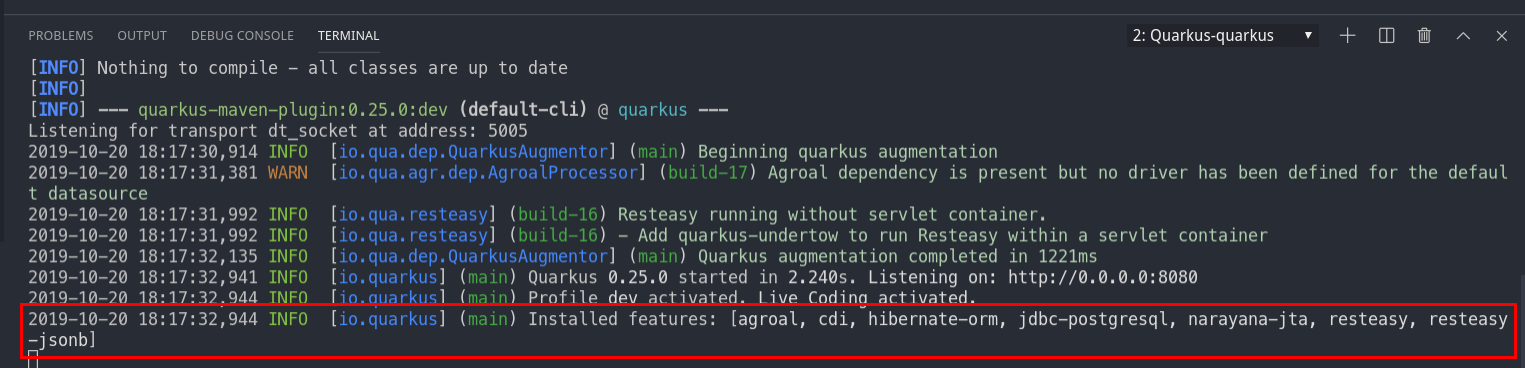 PROBLEMS OUTPUT DEBUG CONSOLE TERMINAL 2: Quarkus-quarkus
[INFO] Nothing to compile - all classes are up to date
[INFO]
[INFO] --- quarkus-maven-plugin:0.25.0:dev (default-cli) @ quarkus ---
Listening for transport dt_socket at address: 5005
2019-10-20 18:17:30,914 INFO  [io.qua.dep.QuarkusAugmentor] (main) Beginning quarkus augmentation
2019-10-20 18:17:31,381 WARN  [io.qua.agr.dep.AgroalProcessor] (build-17) Agroal dependency is present but no driver has been defined for the defaul
t datasource
2019-10-20 18:17:31,992 INFO  [io.qua.resteasy] (build-16) Resteasy running without servlet container.
2019-10-20 18:17:31,992 INFO  [io.qua.resteasy] (build-16) - Add quarkus-undertow to run Resteasy within a servlet container
2019-10-20 18:17:32,135 INFO  [io.qua.dep.QuarkusAugmentor] (main) Quarkus augmentation completed in 1221ms
2019-10-20 18:17:32,941 INFO  [io.quarkus] (main) Quarkus 0.25.0 started in 2.240s. Listening on: http://0.0.0.0:8080
2019-10-20 18:17:32,944 INFO  [io.quarkus] (main) Profile dev activated. Live Coding activated.
2019-10-20 18:17:32,944 INFO  [io.quarkus] (main) Installed features: [agroal, cdi, hibernate-orm, jdbc-postgresql, narayana-jta, resteasy, resteasy
-jsonb]